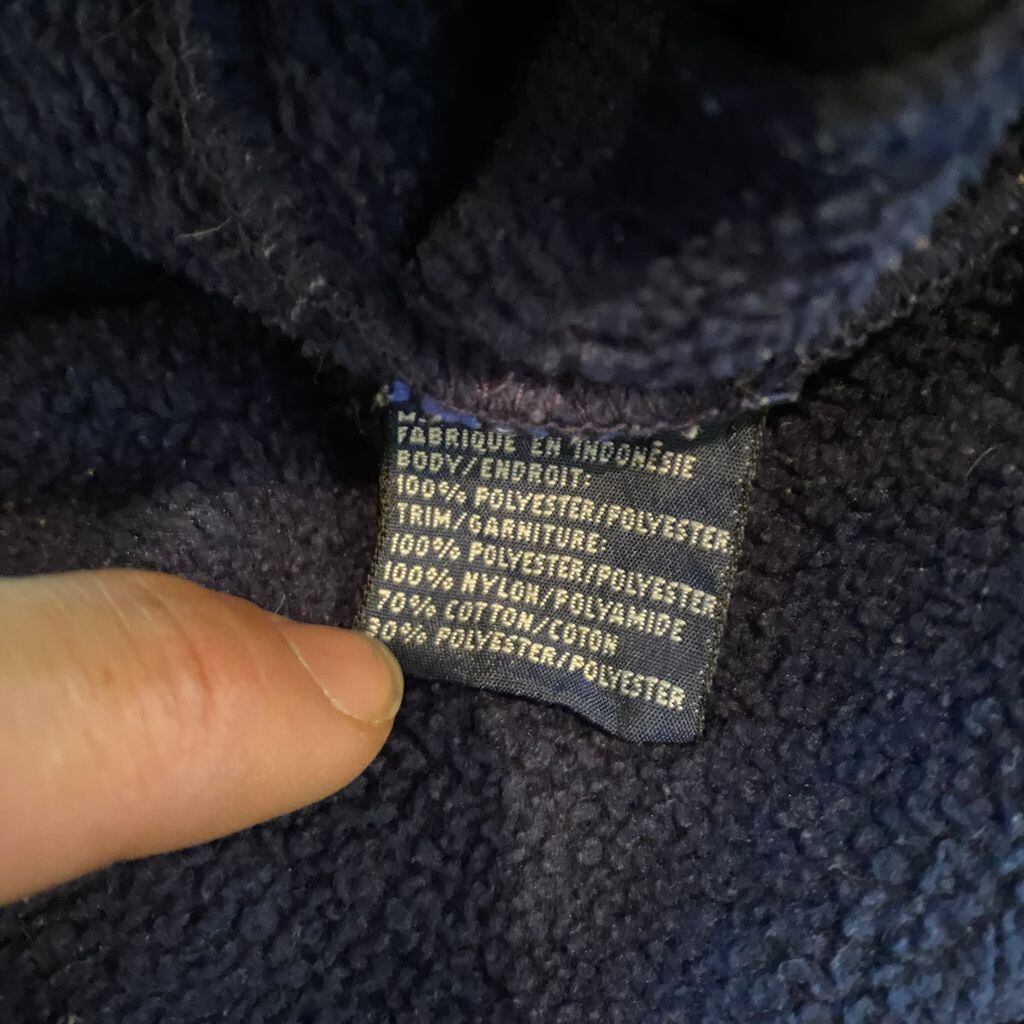 FABRIQUE EN INDONÉSIE
BODY/ENDROIT:
100% POLYESTER/POLYESTER
TRIM/GARNITURE:
100% POLYESTER/POLYESTER
100% NYLON/POLYAMIDE
70% COTTON/COTON
30% POLYESTER/POLYESTER